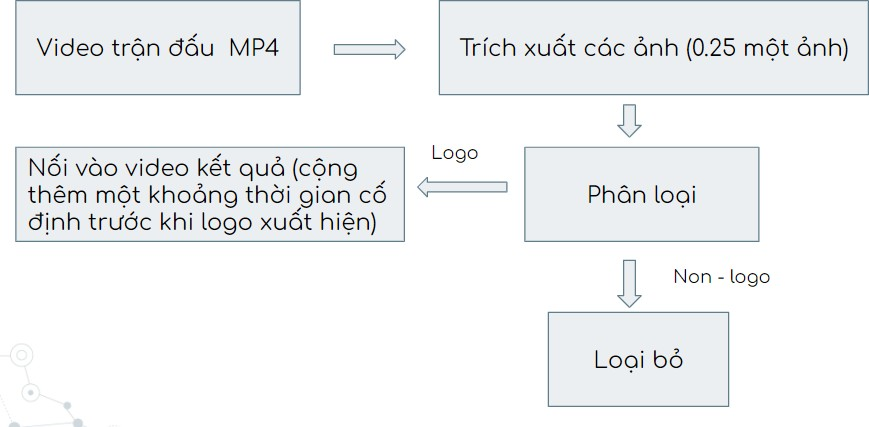 Video trận đấu MP4
Trích xuất các ảnh (0.25 một ảnh)
Logo
Nối vào video kết quả (cộng
thêm một khoảng thời gian cố
định trước khi logo xuất hiện)
Phân loại
Non - logo
Loại bỏ